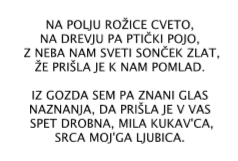 NA POLJU ROŽICE CVETO,
NA DREVJU PA PTIČKI POJO,
Z NEBA NAM SVETI SONČEK ZLAT,
ŽE PRIŠLA JE K NAM POMLAD.

IZ GOZDA SEM PA ZNANI GLAS
NAZNANJA, DA PRIŠLA JE V VAS
SPET DROBNA, MILA KUKAV'CA,
SRCA MOJ'GA LJUBICA.